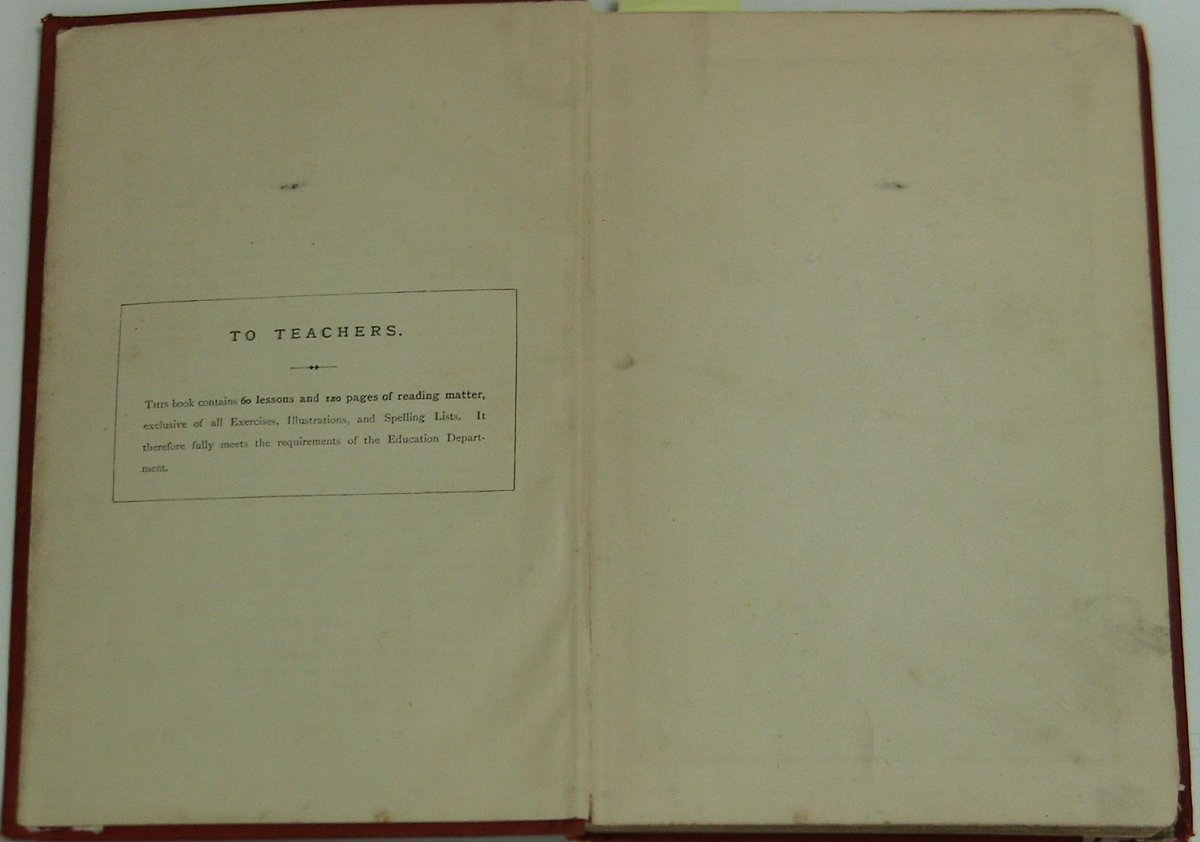 TO TEACHERS.
THIS book contains 60 lessons and 120 pages of reading matter,
exclusive of all Exercises, Illustrations, and Spelling Lists. It
therefore fully meets the requirements of the Education Depart-
ment.